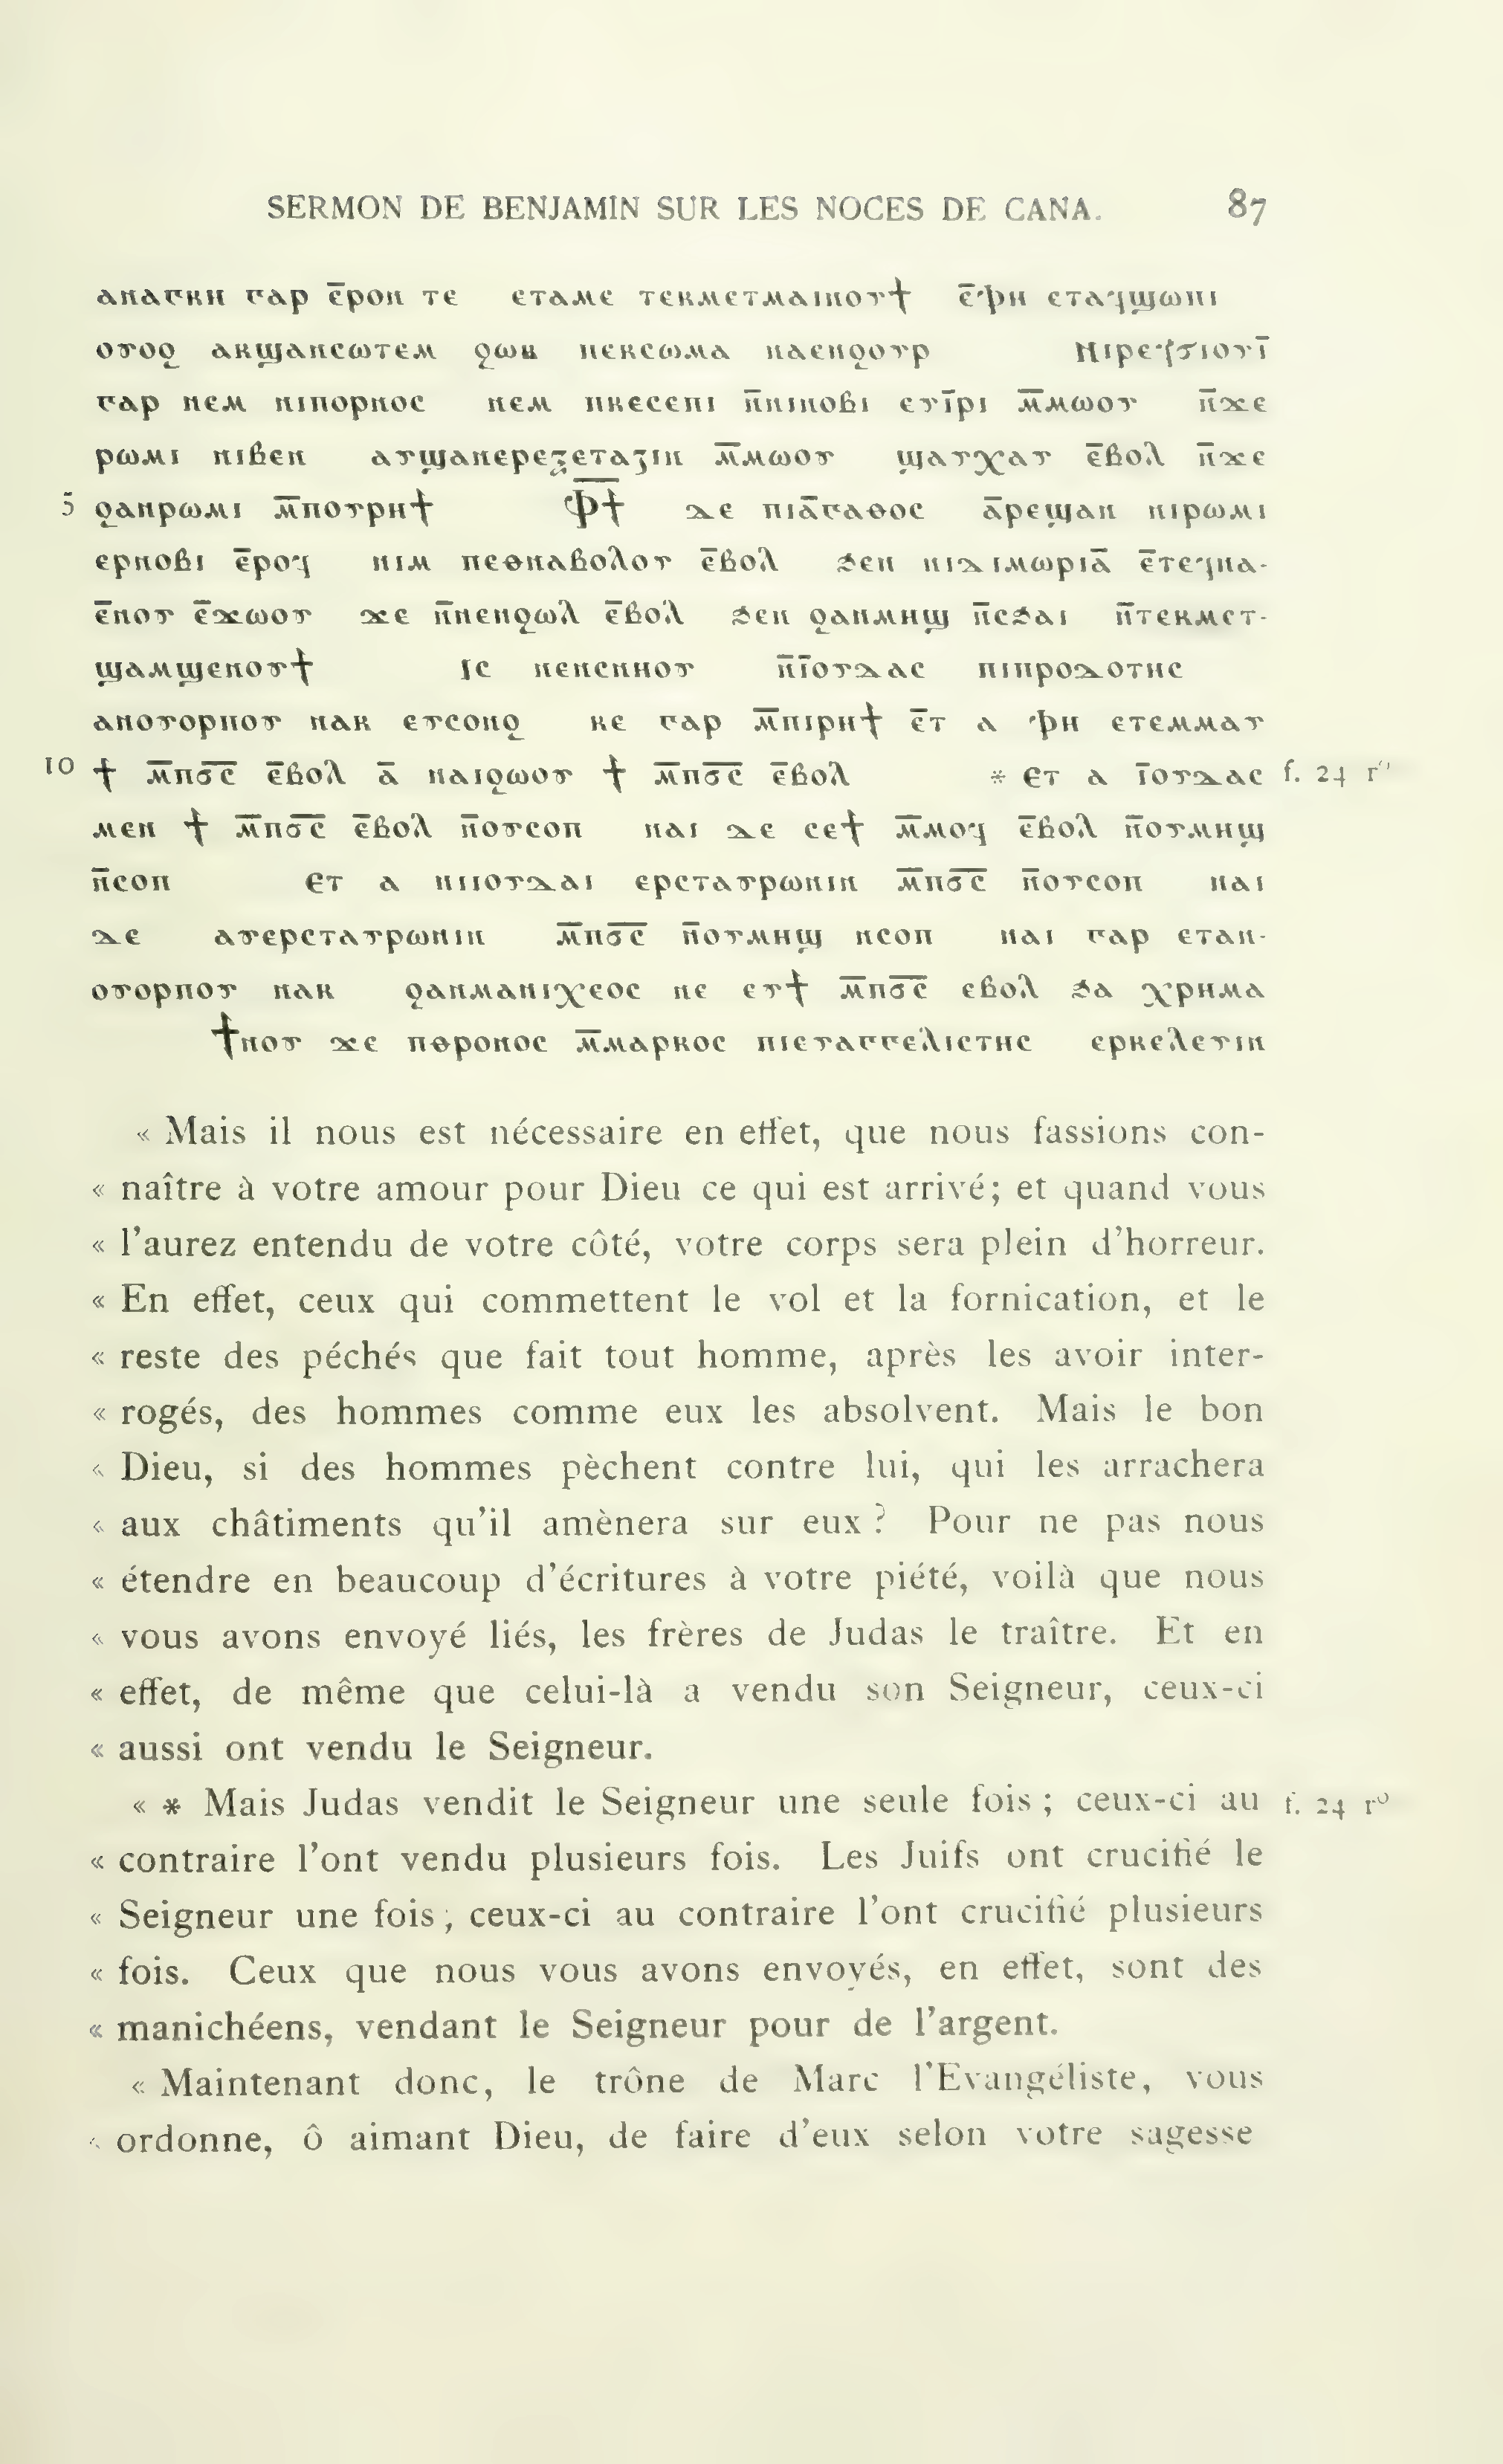 SERMON DE BENJAMIN SUR LES NOCES DE CANA. 87
ⲁⲛⲁⲅⲕⲏ ⲅⲁⲣ ⲉ̅ⲣⲟⲛ ⲧⲉ ⲉⲧⲁⲙⲉ ⲧⲉⲕⲙⲉⲧⲙⲁⲓⲛⲟⲩϯ ⲉ̅ⲫⲏ ⲉⲧⲁϥϣⲱⲡⲓ
ⲟⲩⲟϩ ⲁⲕϣⲁⲛⲥⲱⲧⲉⲙ ϩⲱⲕ ⲡⲉⲕⲥⲱⲙⲁ ⲛⲁⲉⲛϩⲟⲩⲣ Ⲛⲓⲣⲉϥϭⲓⲟⲩⲓ̅
ⲅⲁⲣ ⲛⲉⲙ ⲛⲓⲡⲟⲣⲛⲟⲥ ⲛⲉⲙ ⲡⲕⲉⲥⲉⲡⲓ ⲛ̅ⲛⲓⲛⲟⲃⲓ ⲉⲩⲓ̅ⲣⲓ ⲙ̅ⲙⲱⲟⲩ ⲛ̅ϫⲉ
ⲣⲱⲙⲓ ⲛⲓⲃⲉⲛ ⲁⲩϣⲁⲛⲉⲣⲉⲝⲉⲧⲁⲍⲓⲛ ⲙ̅ⲙⲱⲟⲩ ϣⲁⲩⲭⲁⲩ ⲉ̅ⲃⲟⲗ ⲛ̅ϫⲉ
5 ϩⲁⲛⲣⲱⲙⲓ ⲙ̅ⲡⲟⲩⲣⲏϯ Ⲫ̅ϯ̅ ⲇⲉ ⲡⲓⲁ̅ⲅⲁⲑⲟⲥ ⲁ̅ⲣⲉϣⲁⲛ ⲛⲓⲣⲱⲙⲓ
ⲉⲣⲛⲟⲃⲓ ⲉ̅ⲣⲟϥ ⲛⲓⲙ ⲡⲉⲑⲛⲁⲃⲟⲗⲟⲩ ⲉ̅ⲃⲟⲗ ϧⲉⲛ ⲛⲓⲇⲓⲙⲱⲣⲓⲁ̅ ⲉ̅ⲧⲉϥⲛⲁ-
ⲉ̅ⲛⲟⲩ ⲉ̅ϫⲱⲟⲩ ϫⲉ ⲛ̅ⲛⲉⲛϩⲱⲗ ⲉ̅ⲃⲟⲗ ϧⲉⲛ ϩⲁⲛⲙⲏϣ ⲛ̅ⲥϧⲁⲓ ⲛ̅ⲧⲉⲕⲙⲉⲧ-
ϣⲁⲙϣⲉⲛⲟⲩϯ ⲓⲥ ⲛⲉⲛⲥⲛⲏⲟⲩ ⲛ̅ⲓ̅ⲟⲩⲇⲁⲥ ⲡⲓⲡⲣⲟⲇⲟⲧⲏⲥ
ⲁⲛⲟⲩⲟⲣⲡⲟⲩ ⲛⲁⲕ ⲉⲩⲥⲟⲛϩ ⲕⲉ ⲅⲁⲣ ⲙ̅ⲡⲓⲣⲏϯ ⲉ̅ⲧ ⲁ ⲫⲏ ⲉⲧⲉⲙⲙⲁⲩ
10 ϯ ⲙ̅ⲡϭ̅ⲥ̅ ⲉ̅ⲃⲟⲗ ⲁ̅ ⲛⲁⲓϩⲱⲟⲩ ϯ ⲙ̅ⲡϭ̅ⲥ̅ ⲉ̅ⲃⲟⲗ * Ⲉⲧ ⲁ ⲓ̅ⲟⲩⲇⲁⲥ f. 24 rº
ⲙⲉⲛ ϯ ⲙ̅ⲡϭ̅ⲥ̅ ⲉ̅ⲃⲟⲗ ⲛ̅ⲟⲩⲥⲟⲡ ⲛⲁⲓ ⲇⲉ ⲥⲉϯ ⲙ̅ⲙⲟϥ ⲉ̅ⲃⲟⲗ ⲛ̅ⲟⲩⲙⲏϣ
ⲛ̅ⲥⲟⲡ Ⲉⲧ ⲁ ⲛⲓⲓⲟⲩⲇⲁⲓ ⲉⲣⲥⲧⲁⲩⲣⲱⲛⲓⲛ ⲙ̅ⲡϭ̅ⲥ̅ ⲛ̅ⲟⲩⲥⲟⲡ ⲛⲁⲓ
ⲇⲉ ⲁⲩⲉⲣⲥⲧⲁⲩⲣⲱⲛⲓⲛ ⲙ̅ⲡϭ̅ⲥ̅ ⲛ̅ⲟⲩⲙⲏϣ ⲛⲥⲟⲡ ⲛⲁⲓ ⲅⲁⲣ ⲉⲧⲁⲛ-
ⲟⲩⲟⲣⲡⲟⲩ ⲛⲁⲕ ϩⲁⲛⲙⲁⲛⲓⲭⲉⲟⲥ ⲛⲉ ⲉⲩϯ ⲙ̅ⲡϭ̅ⲥ̅ ⲉⲃⲟⲗ ϧⲁ ⲭⲣⲏⲙⲁ
ϯⲛⲟⲩ ϫⲉ ⲡⲑⲣⲟⲛⲟⲥ ⲙ̅ⲙⲁⲣⲕⲟⲥ ⲡⲓⲉⲩⲁⲅⲅⲉⲗⲓⲥⲧⲏⲥ ⲉⲣⲕⲉⲗⲉⲩⲓⲛ
« Mais il nous est nécessaire en effet, que nous fassions con-
« naître à votre amour pour Dieu ce qui est arrivé; et quand vous
« l'aurez entendu de votre côté, votre corps sera plein d'horreur.
« En effet, ceux qui commettent le vol et la fornication, et le
« reste des péchés que fait tout homme, après les avoir inter-
« rogés, des hommes comme eux les absolvent. Mais le bon
« Dieu, si des hommes pèchent contre lui, qui les arrachera
« aux châtiments qu'il amènera sur eux ? Pour ne pas nous
« étendre en beaucoup d'écritures à votre piété, voilà que nous
« vous avons envoyé liés, les frères de Judas le traître. Et en
« effet, de même que celui-là a vendu son Seigneur, ceux-ci
« aussi ont vendu le Seigneur.
« * Mais Judas vendit le Seigneur une seule fois ; ceux-ci au f. 24 rº
« contraire l'ont vendu plusieurs fois. Les Juifs ont crucifié le
« Seigneur une fois ; ceux-ci au contraire l'ont crucifié plusieurs
« fois. Ceux que nous vous avons envoyés, en effet, sont des
« manichéens, vendant le Seigneur pour de l'argent.
« Maintenant donc, le trône de Marc l'Evangéliste, vous
« ordonne, ô aimant Dieu, de faire d'eux selon votre sagesse